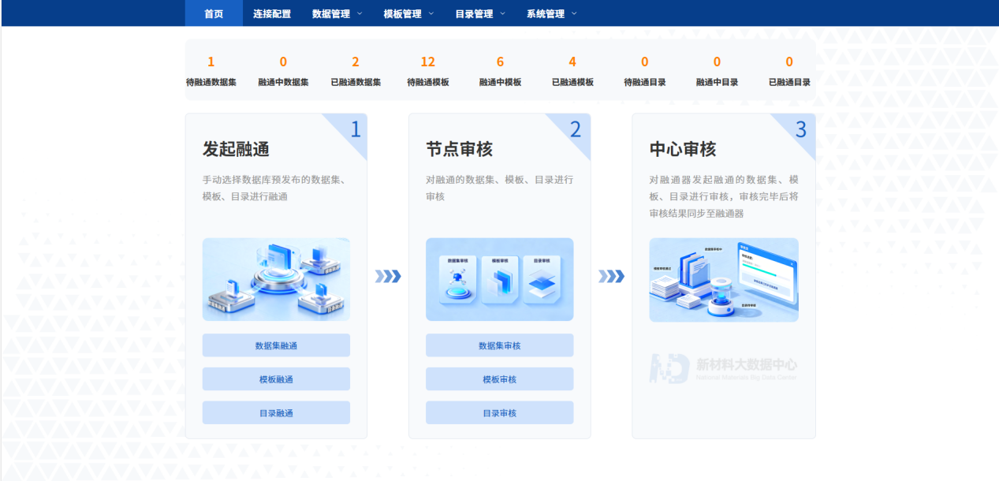 首页 连接配置 数据管理 模板管理 目录管理 系统管理
1 0 2 12 6 4 0 0 0
待融通数据集 融通中数据集 已融通数据集 待融通模板 融通中模板 已融通模板 待融通目录 融通中目录 已融通目录
1
发起融通
手动选择数据库预发布的数据集、
模板、目录进行融通
数据集融通
模板融通
目录融通
2
节点审核
对融通的数据集、模板、目录进行
审核
数据集审核 模板审核 目录审核
数据集审核
模板审核
目录审核
3
中心审核
对融通器发起融通的数据集、模
板、目录进行审核，审核完毕后将
审核结果同步至融通器
新材料大数据中心
National Materials Big Data Center